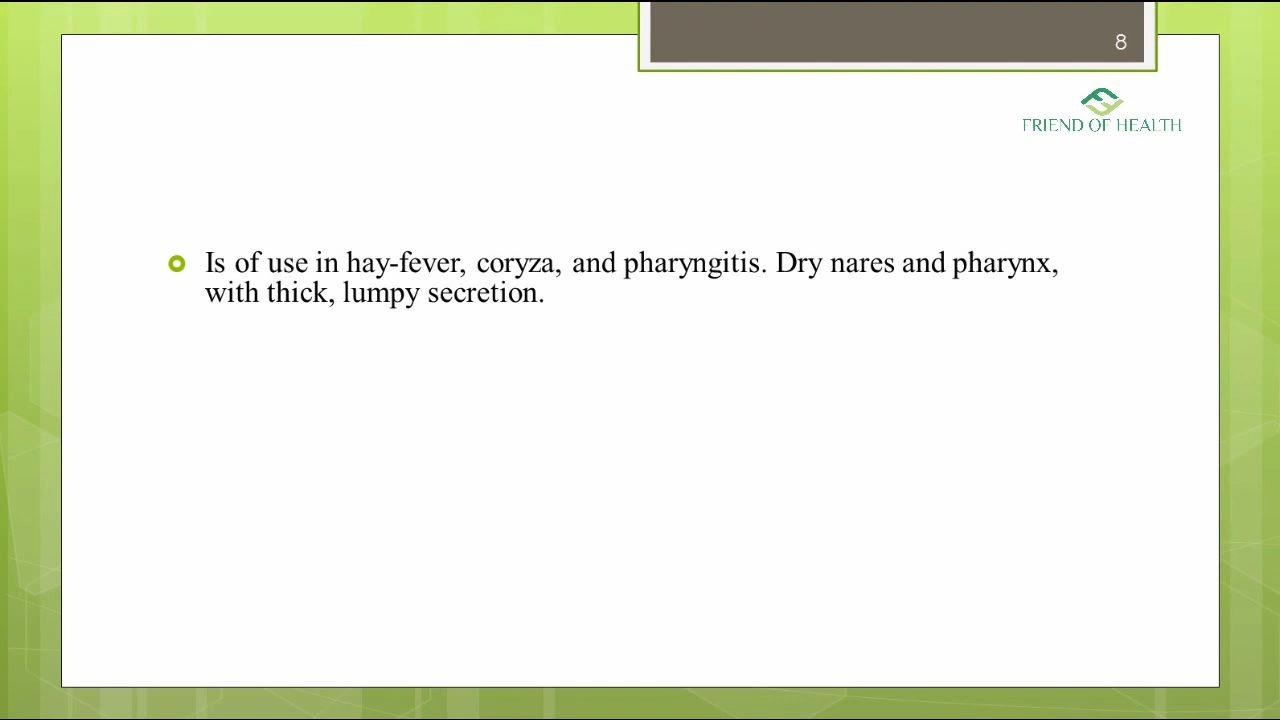 8
FRIEND OF HEALTH
Is of use in hay-fever, coryza, and pharyngitis. Dry nares and pharynx,
with thick, lumpy secretion.